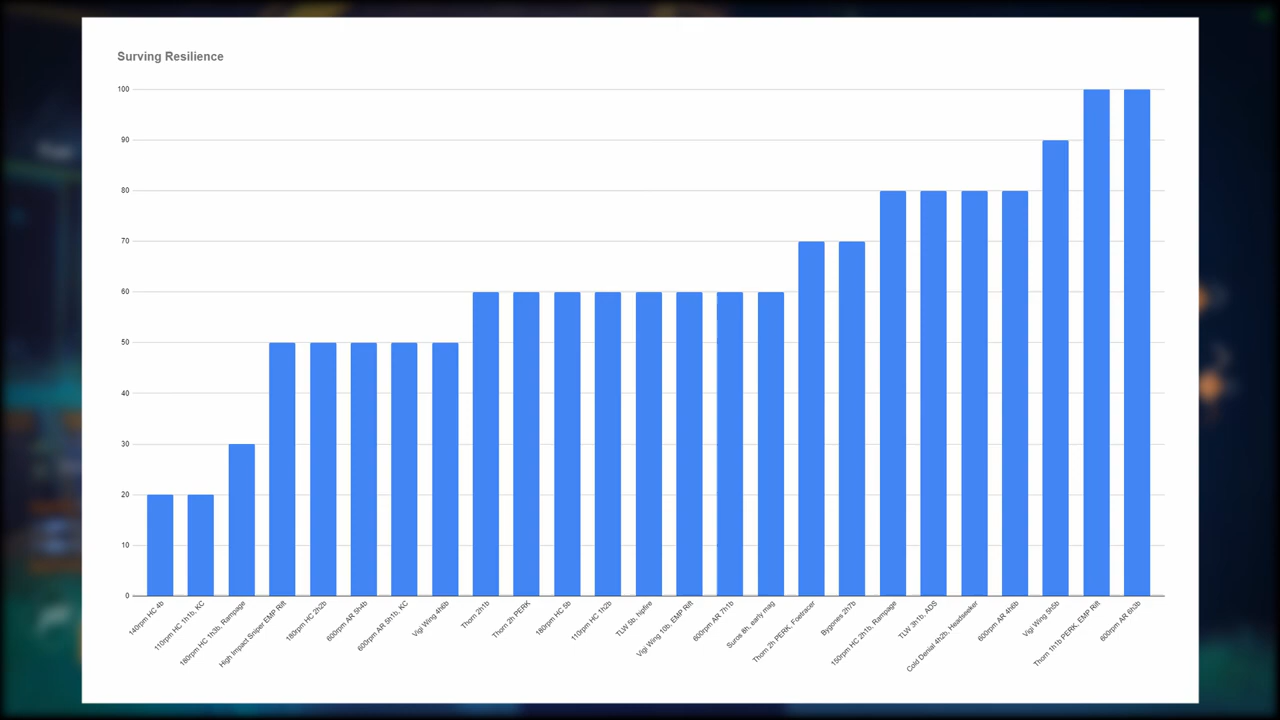 Surving Resilience
100
90
80
70
60
50
40
30
20
10
0
140rpm HC 4b
110rpm HC 1h1b, KC
180rpm HC 1h3b, Rampage
High Impact Sniper EMP Rift
180rpm HC 2h2b
600rpm AR 5h4b
600rpm AR 5h1b, KC
Vigi Wing 4h6b
Thorn 2h1b
Thorn 2h PERK
180rpm HC 5b
110rpm HC 1h2b
TLW 5b, hipfire
Vigi Wing 10b, EMP Rift
600rpm AR 7h1b
Suros 8h, early mag
Thorn 2h PERK, Foetracer
Bygones 2h7b
150rpm HC 2h1b, Rampage
TLW 3h1b, ADS
Cold Denial 4h2b, Headseeker
600rpm AR 4h6b
Vigi Wing 5h5b
Thorn 1h1b PERK, EMP Rift
600rpm AR 6h3b